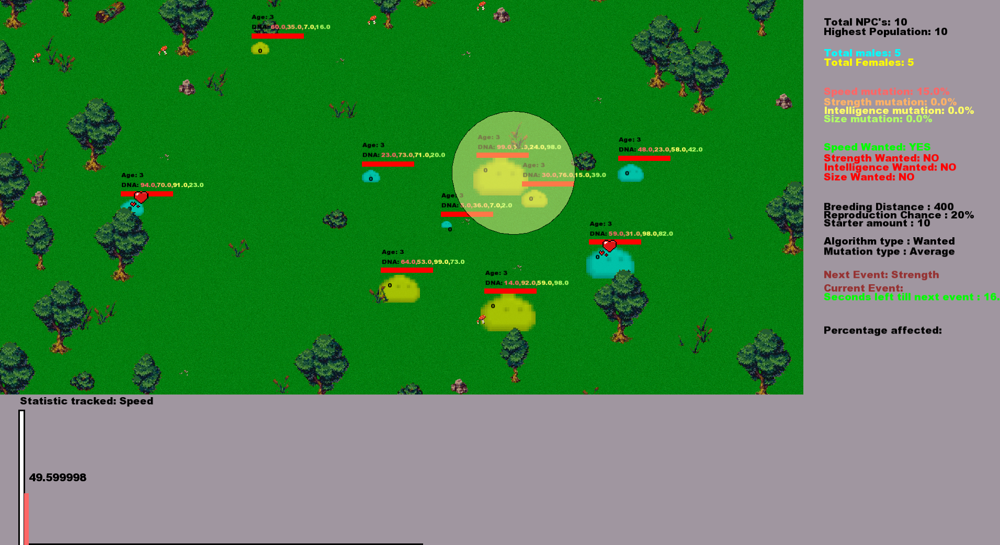 Age: 3
DNA: 60.0,35.0,7.0,16.0
0
Age: 3
DNA: 99.0, ,24.0,98.0
0
Age: 3
DNA: 48.0,23.0,58.0,42.0
0
Age: 3
DNA: 23.0,73.0,71.0,20.0
0
Age: 3
DNA: 30.0,76.0,15.0,39.0
0
Age: 3
DNA: 94.0,70.0,91.0,23.0
Age: 3
DNA: .0,36.0,7.0,2.0
0
Age: 3
DNA: 59.0,31.0,98.0,82.0
0
Age: 3
DNA: 64.0,53.0,99.0,73.0
0
Age: 3
DNA: 14.0,92.0,59.0,98.0
0
Total NPC's: 10
Highest Population: 10
Total males: 5
Total Females: 5
Speed mutation: 15.0%
Strength mutation: 0.0%
Intelligence mutation: 0.0%
Size mutation: 0.0%
Speed Wanted: YES
Strength Wanted: NO
Intelligence Wanted: NO
Size Wanted: NO
Breeding Distance : 400
Reproduction Chance : 20%
Starter amount : 10
Algorithm type : Wanted
Mutation type : Average
Next Event: Strength
Current Event:
Seconds left till next event : 16.
Percentage affected:
Statistic tracked: Speed
49.599998